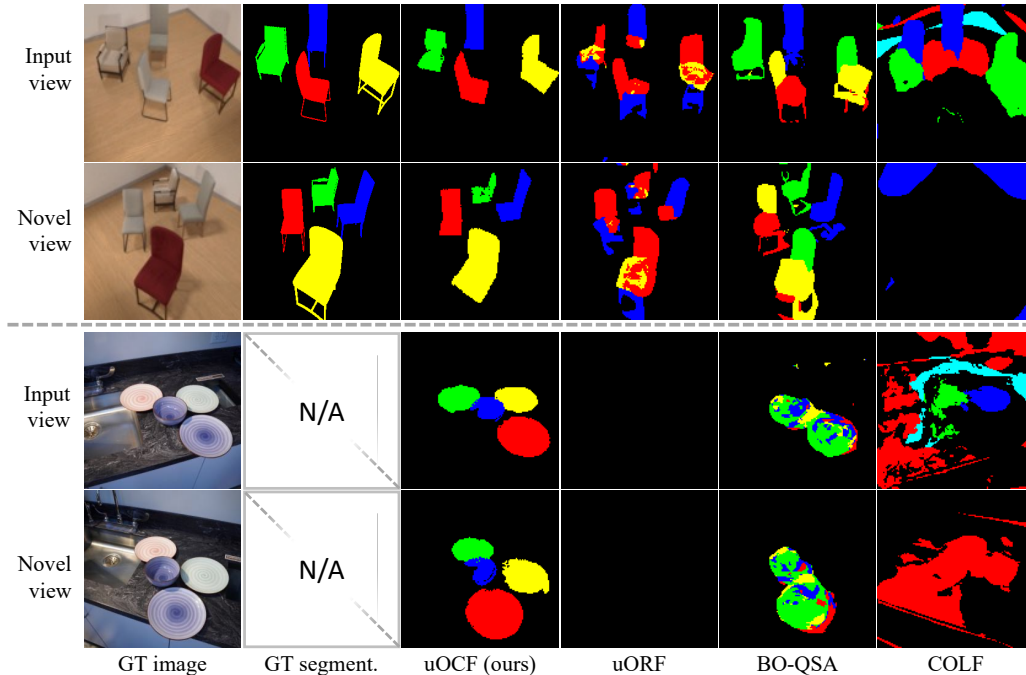 Input
view
Novel
view
Input
view
N/A
Novel
view
N/A
GT image
GT segment.
uOCF (ours)
uORF
BO-QSA
COLF